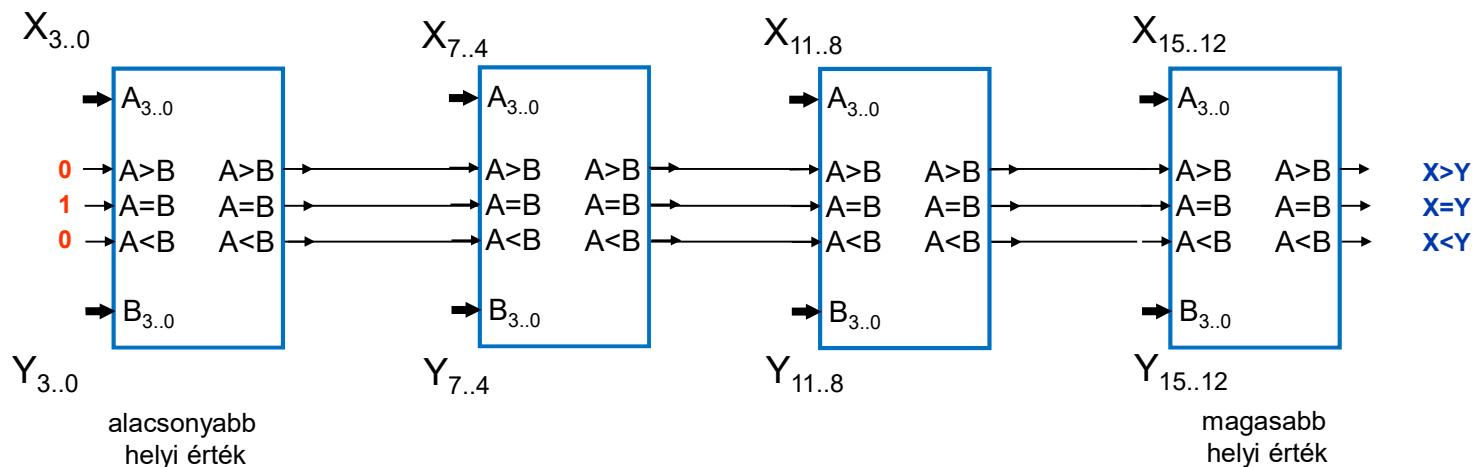 X3..0 X7..4 X11..8 X15..12
A3..0 A3..0 A3..0 A3..0
0 A>B A>B A>B A>B A>B A>B A>B A>B X>Y
1 A=B A=B A=B A=B A=B A=B A=B A=B X=Y
0 A<B A<B A<B A<B A<B A<B A<B A<B X<Y
B3..0 B3..0 B3..0 B3..0
Y3..0 Y7..4 Y11..8 Y15..12
alacsonyabb magasabb
helyi érték helyi érték